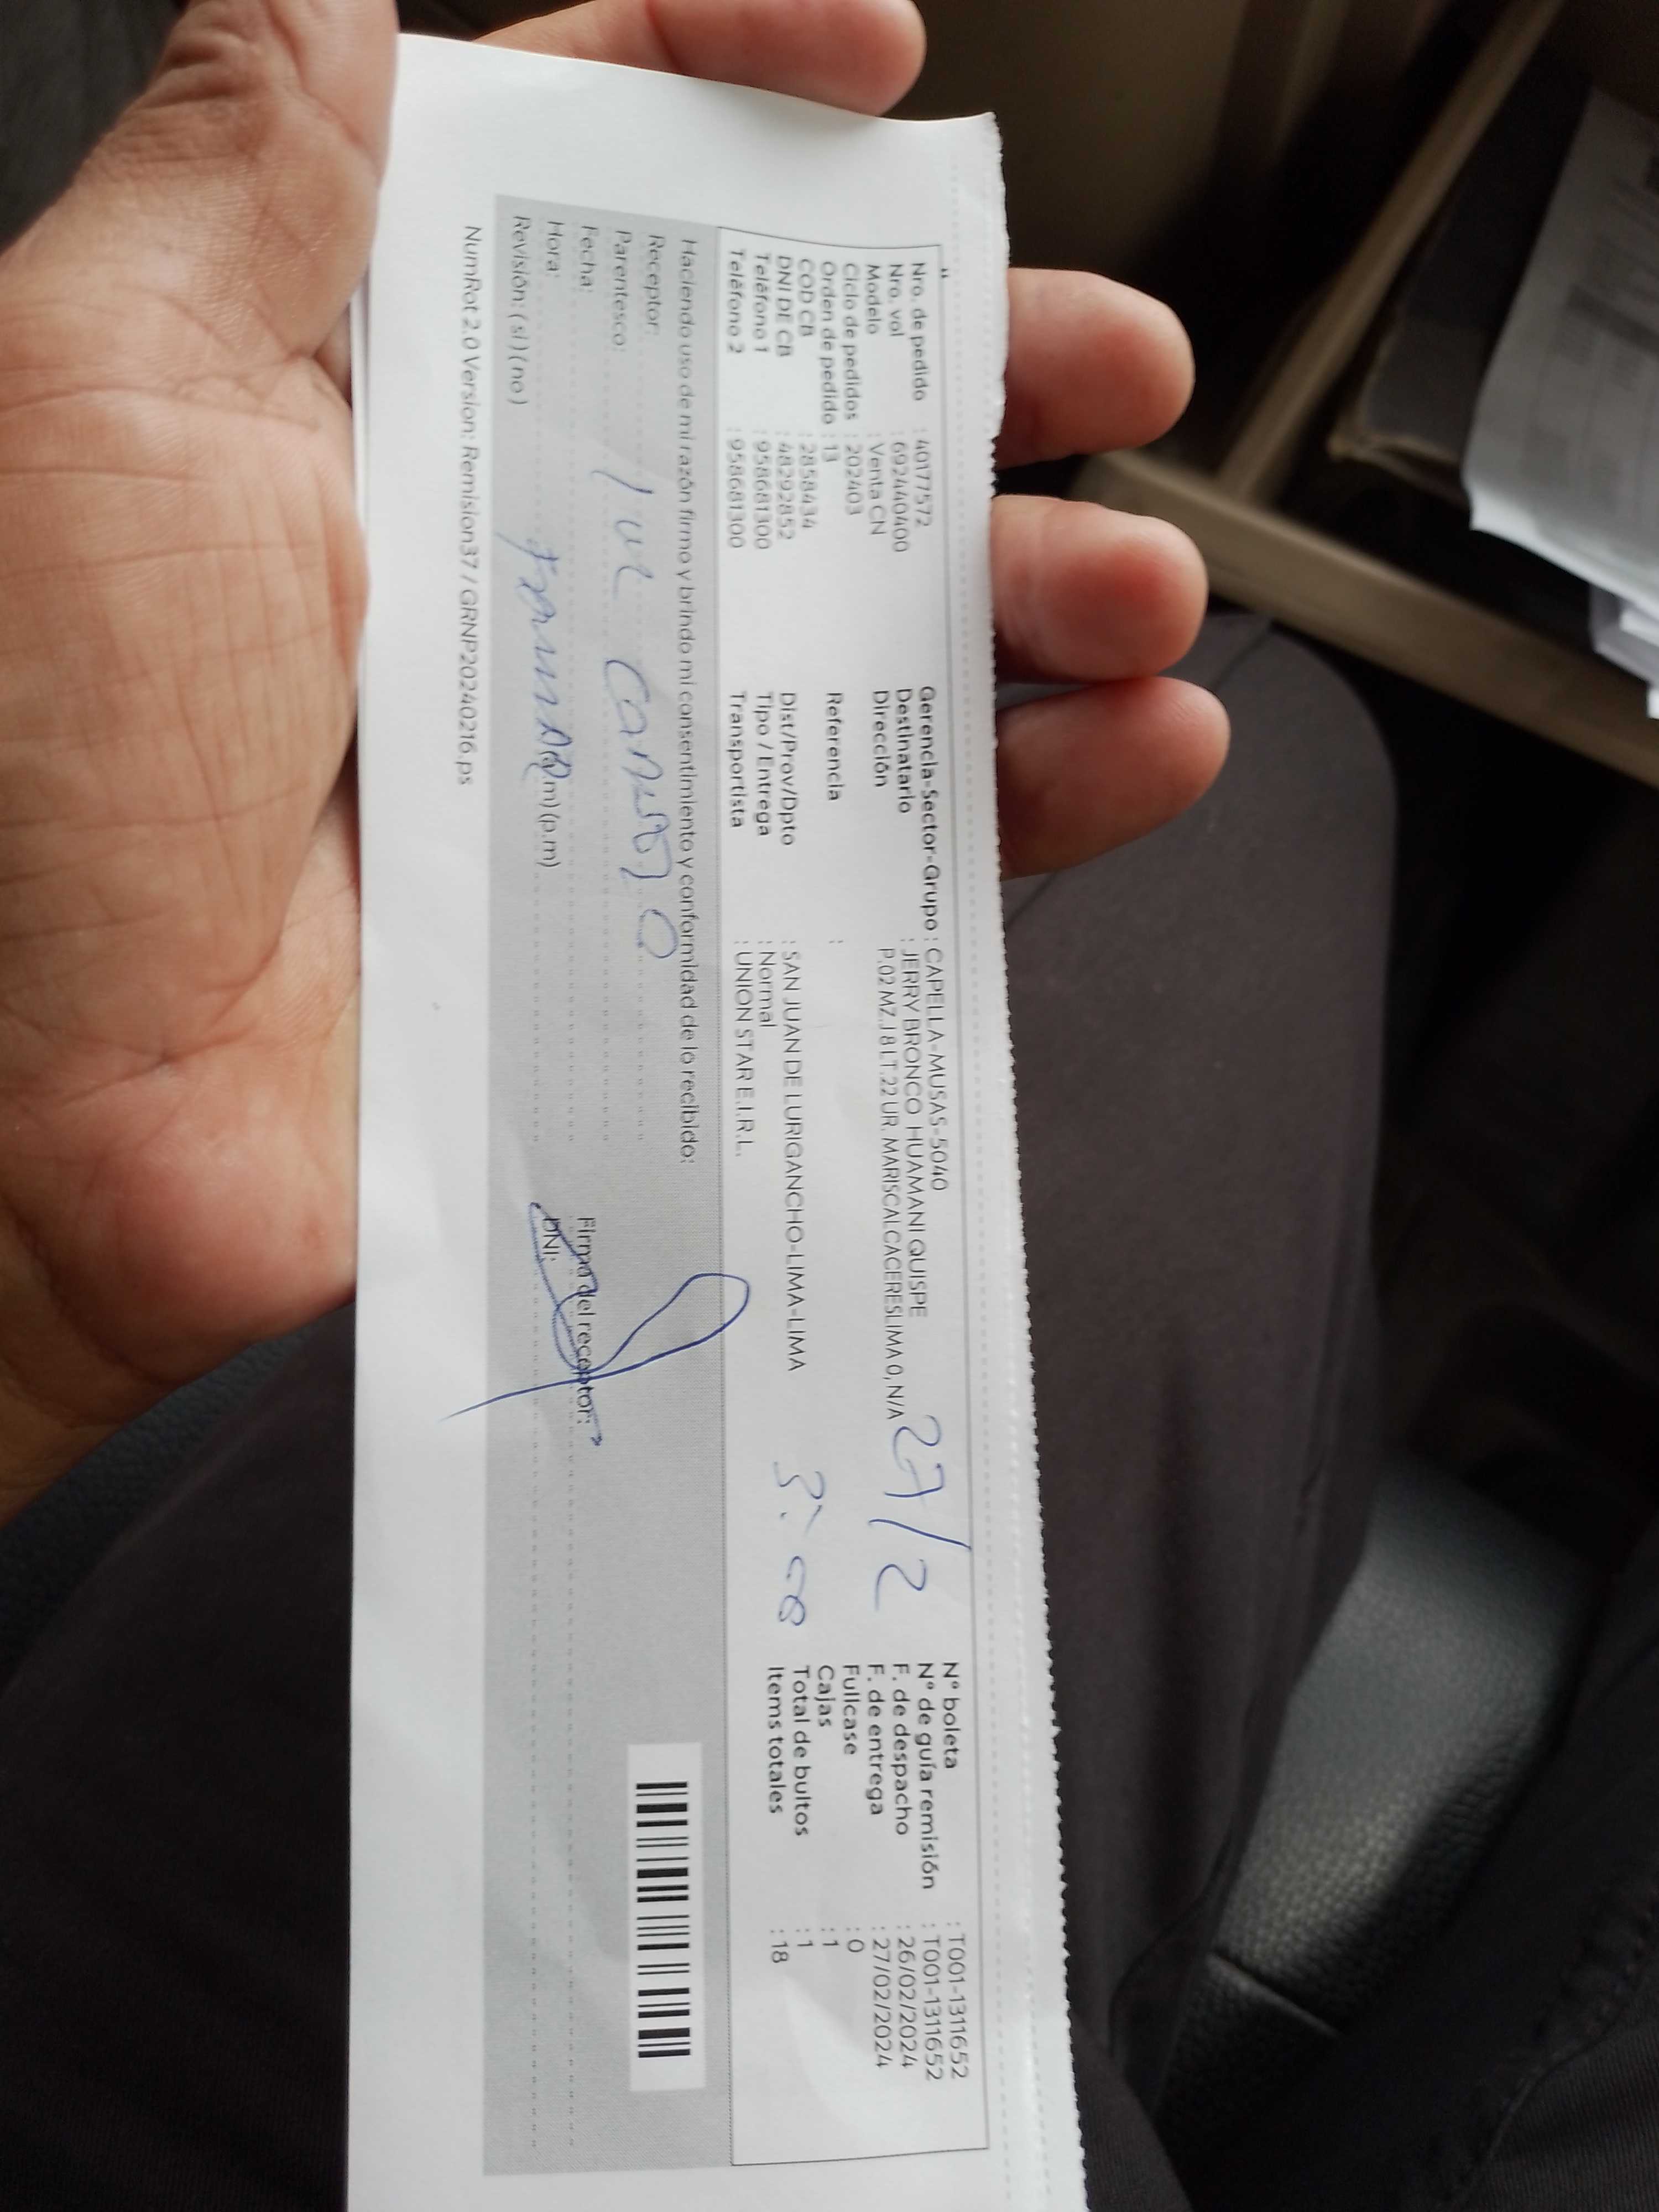 Nro. de pedido : 40177572
Nro. vol : 692440400
Modelo : Venta CN
Ciclo de pedidos : 202403
Orden de pedido : 13
COD CB : 2858434
DNI DE CB : 48292852
Teléfono 1 : 958681300
Teléfono 2 : 958681300
Gerencia-Sector-Grupo : CAPELLA-MUSAS-5040
Destinatario : JERRY BRONCO HUAMANI QUISPE
Dirección P.02 MZ.J8 LT.22 UR. MARISCAL CACERES LIMA 0, N/A
Referencia :
Dist/Prov/Dpto : SAN JUAN DE LURIGANCHO-LIMA-LIMA
Tipo / Entrega : Normal
Transportista : UNION STAR E.I.R.L.
27/2
3:00
N° boleta : T001-1311652
N° de guía remisión : T001-1311652
F. de despacho : 26/02/2024
F. de entrega : 27/02/2024
Fullcase : 0
Cajas : 1
Total de bultos : 1
Items totales : 18
Haciendo uso de mi razón firmo y brindo mi consentimiento y conformidad de lo recibido:
Receptor:
Parentesco:
Fecha:
Hora: m) (p.m)
Revisión: ( si ) ( no )
Firma del receptor:
DNI:
NumRot 2.0 Version: Remision37 / GRNP20240216.ps